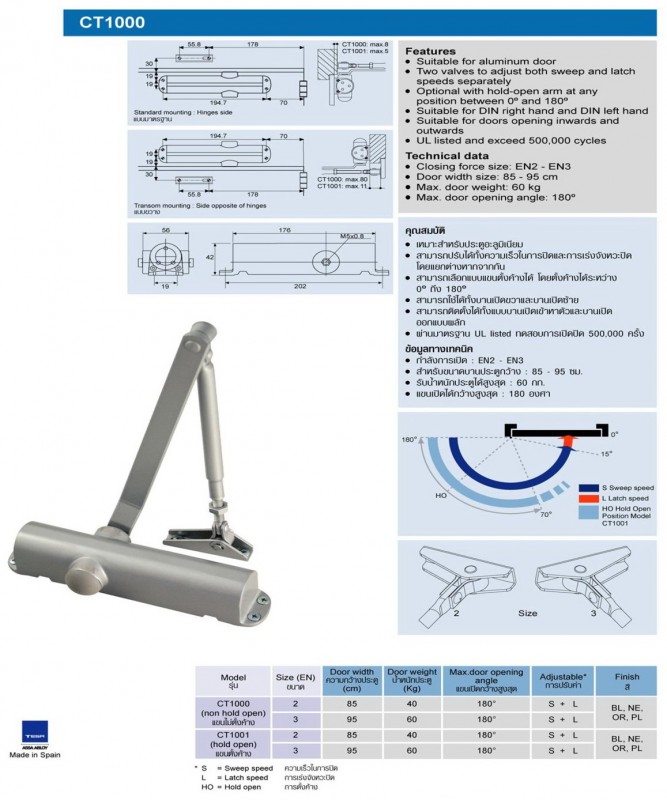 CT1000
55.8 178
CT1000: max.8
CT1001: max.5
30
19
19
194.7 70
Standard mounting : Hinges side
แบบมาตรฐาน
194.7 70
19
19
30
55.8 178
CT1000: max.80
CT1001: max.11
Transom mounting : Side opposite of hinges
แบบขวาง
56
19
176
M5x0.8
42
202
Features
• Suitable for aluminum door
• Two valves to adjust both sweep and latch
speeds separately
• Optional with hold-open arm at any
position between 0º and 180º
• Suitable for DIN right hand and DIN left hand
• Suitable for doors opening inwards and
outwards
• UL listed and exceed 500,000 cycles
Technical data
• Closing force size: EN2 - EN3
• Door width size: 85 - 95 cm
• Max. door weight: 60 kg
• Max. door opening angle: 180º
คุณสมบัติ
• เหมาะสำหรับประตูอะลูมิเนียม
• สามารถปรับได้ทั้งความเร็วในการปิดและการเร่งจังหวะปิด
โดยแยกต่างหากจากกัน
• สามารถเลือกแบบแขนตั้งค้างได้ โดยตั้งค้างได้ระหว่าง
0º ถึง 180º
• สามารถใช้ได้ทั้งบานเปิดขวาและบานเปิดซ้าย
• สามารถติดตั้งได้ทั้งแบบบานเปิดเข้าหาตัวและบานเปิด
ออกแบบผลัก
• ผ่านมาตรฐาน UL listed ทดสอบการเปิดปิด 500,000 ครั้ง
ข้อมูลทางเทคนิค
• กำลังการเปิด : EN2 - EN3
• สำหรับขนาดบานประตูกว้าง : 85 - 95 ซม.
• รับน้ำหนักประตูได้สูงสุด : 60 กก.
• แขนเปิดได้กว้างสูงสุด : 180 องศา
180º
0º
15º
HO
70º
S Sweep speed
L Latch speed
HO Hold Open
Position Model
CT1001
2 Size 3
Model
รุ่น
Size (EN)
ขนาด
Door width
ความกว้างประตู
(cm)
Door weight
น้ำหนักประตู
(Kg)
Max.door opening
angle
แขนเปิดกว้างสูงสุด
Adjustable*
การปรับค่า
Finish
สี
CT1000
(non hold open)
แขนไม่ตั้งค้าง
2 85 40 180° S + L
3 95 60 180° S + L
BL, NE,
OR, PL
CT1001
(hold open)
แขนตั้งค้าง
2 85 40 180° S + L
3 95 60 180° S + L
BL, NE,
OR, PL
* S = Sweep speed ความเร็วในการปิด
L = Latch speed การเร่งจังหวะปิด
HO = Hold open การตั้งค้าง
TESA
ASSA ABLOY
Made in Spain